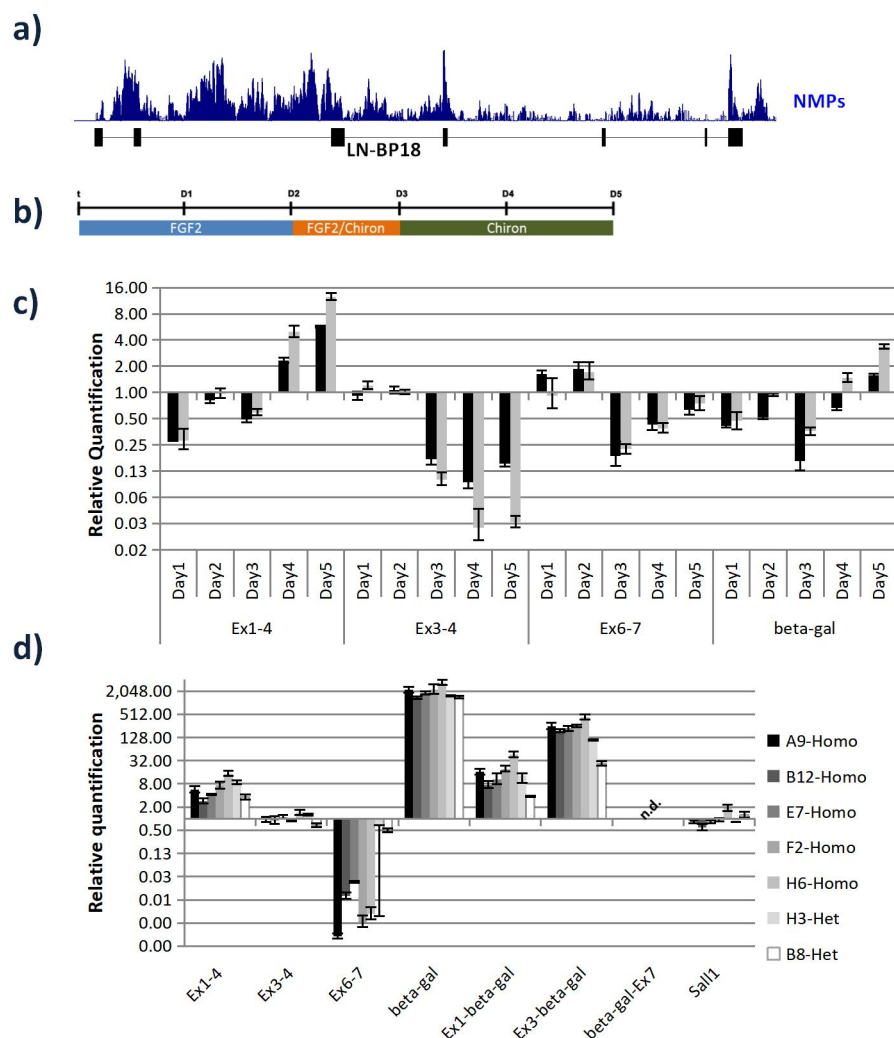 a)
NMPs
LN-BP18
b)
t D1 D2 D3 D4 D5
FGF2 FGF2/Chiron Chiron
c)
Relative Quantification
16.00
8.00
4.00
2.00
1.00
0.50
0.25
0.13
0.06
0.03
0.02
Day1 Day2 Day3 Day4 Day5 Day1 Day2 Day3 Day4 Day5 Day1 Day2 Day3 Day4 Day5 Day1 Day2 Day3 Day4 Day5
Ex1-4 Ex3-4 Ex6-7 beta-gal
d)
Relative quantification
2,048.00
512.00
128.00
32.00
8.00
2.00
0.50
0.13
0.03
0.01
0.00
0.00
n.d.
Ex1-4 Ex3-4 Ex6-7 beta-gal Ex1-beta-gal Ex3-beta-gal beta-gal-Ex7 Sall1
A9-Homo
B12-Homo
E7-Homo
F2-Homo
H6-Homo
H3-Het
B8-Het